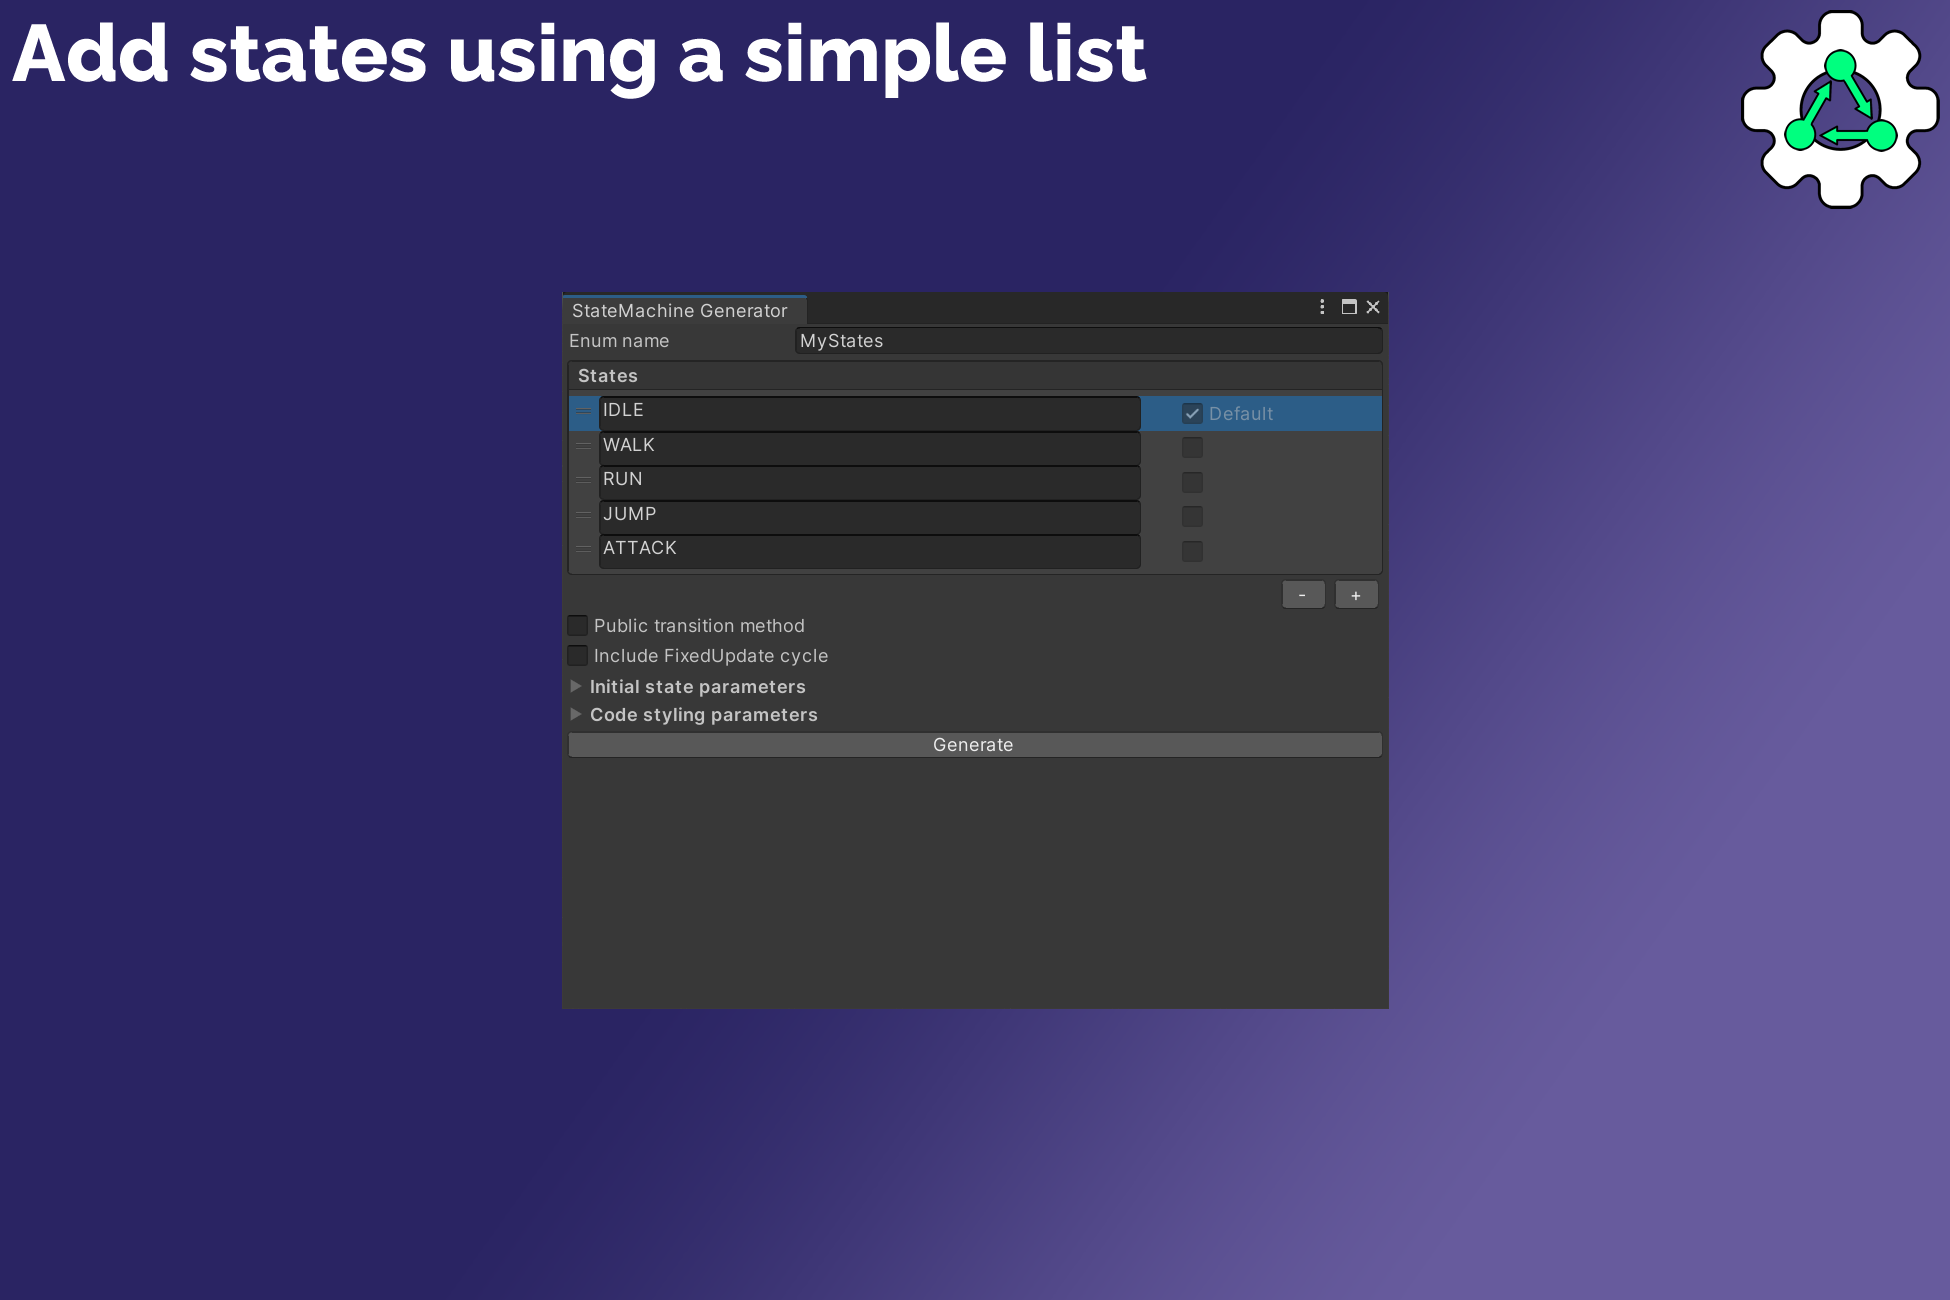 Add states using a simple list
StateMachine Generator
Enum name MyStates
States
IDLE Default
WALK
RUN
JUMP
ATTACK
- +
Public transition method
Include FixedUpdate cycle
Initial state parameters
Code styling parameters
Generate